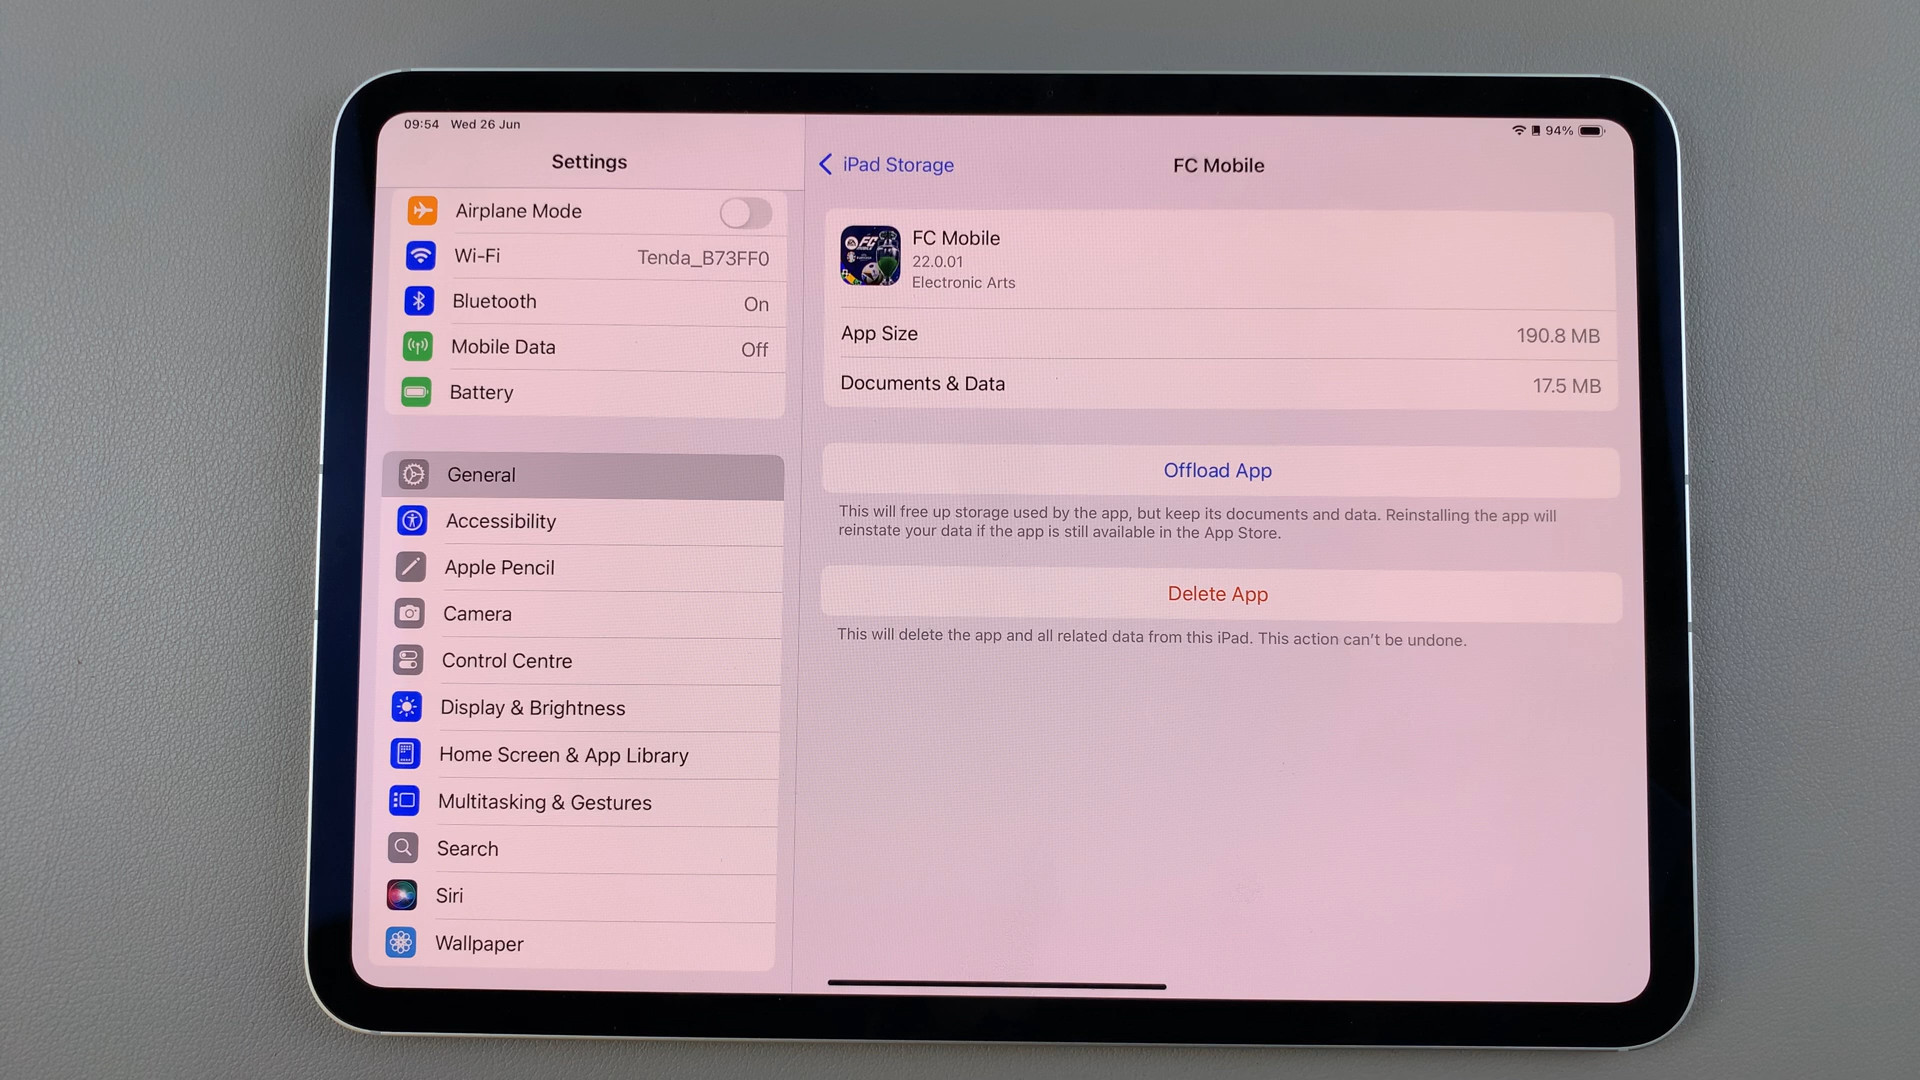 09:54 Wed 26 Jun
94%
Settings
Airplane Mode
Wi-Fi Tenda_B73FF0
Bluetooth On
Mobile Data Off
Battery
General
Accessibility
Apple Pencil
Camera
Control Centre
Display & Brightness
Home Screen & App Library
Multitasking & Gestures
Search
Siri
Wallpaper
iPad Storage
FC Mobile
FC
FC Mobile
22.0.01
Electronic Arts
App Size 190.8 MB
Documents & Data 17.5 MB
Offload App
This will free up storage used by the app, but keep its documents and data. Reinstalling the app will
reinstate your data if the app is still available in the App Store.
Delete App
This will delete the app and all related data from this iPad. This action can't be undone.